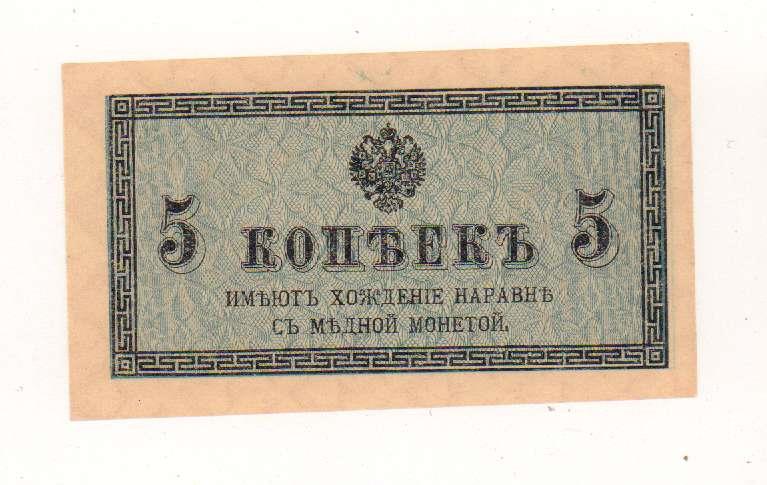 5 КОПѢЕКЪ 5
ИМѢЮТЪ ХОЖДЕНІЕ НАРАВНѢ
СЪ МѢДНОЙ МОНЕТОЙ.